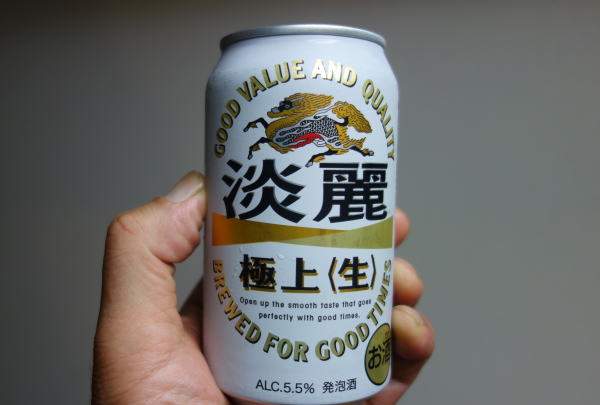 GOOD VALUE AND QUALITY
淡麗
極上〈生〉
Open up the smooth taste that goes
perfectly with good times.
BREWED FOR GOOD TIMES
お酒
ALC.5.5% 発泡酒